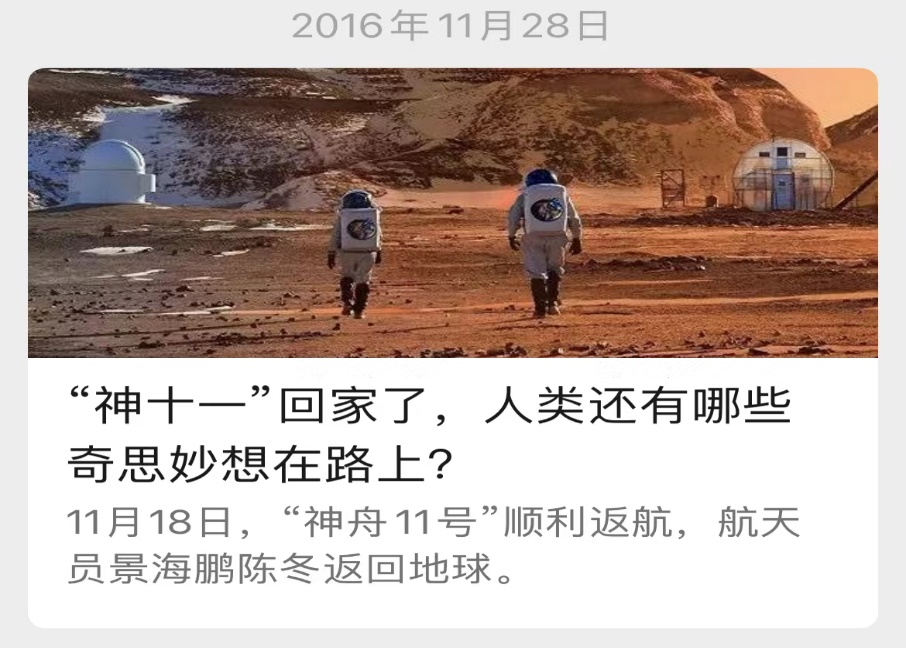 2016年11月28日
“神十一”回家了，人类还有哪些
奇思妙想在路上?
11月18日，“神舟11号”顺利返航，航天
员景海鹏陈冬返回地球。